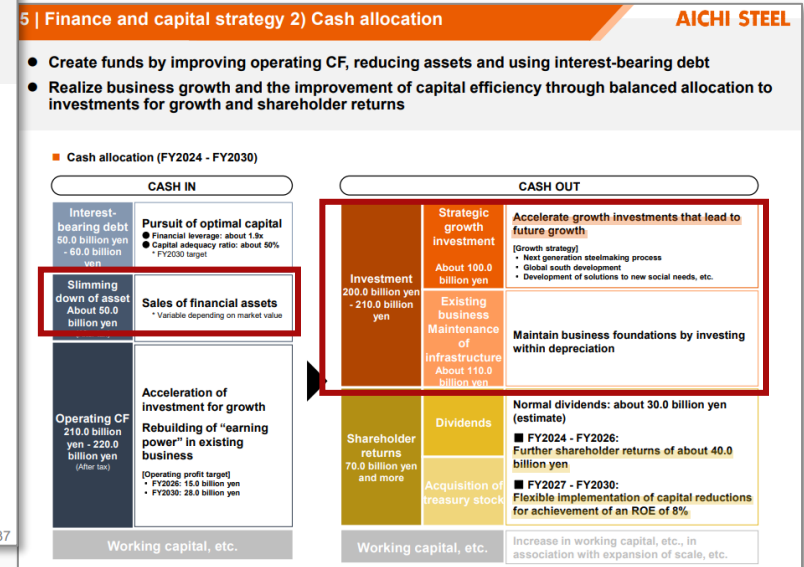 5 | Finance and capital strategy 2) Cash allocation
AICHI STEEL
● Create funds by improving operating CF, reducing assets and using interest-bearing debt
● Realize business growth and the improvement of capital efficiency through balanced allocation to
investments for growth and shareholder returns
■ Cash allocation (FY2024 - FY2030)
CASH IN
Interest-
bearing debt
50.0 billion yen
- 60.0 billion
yen
Pursuit of optimal capital
● Financial leverage: about 1.9x
● Capital adequacy ratio: about 50%
* FY2030 target
Slimming
down of asset
About 50.0
billion yen
Sales of financial assets
* Variable depending on market value
Operating CF
210.0 billion
yen - 220.0
billion yen
(After tax)
Acceleration of
investment for growth
Rebuilding of “earning
power” in existing
business
[Operating profit target]
• FY2026: 15.0 billion yen
• FY2030: 28.0 billion yen
Working capital, etc.
CASH OUT
Investment
200.0 billion yen
- 210.0 billion
yen
Strategic
growth
investment
About 100.0
billion yen
Accelerate growth investments that lead to
future growth
[Growth strategy]
• Next generation steelmaking process
• Global south development
• Development of solutions to new social needs, etc.
Existing
business
Maintenance
of
infrastructure
About 110.0
billion yen
Maintain business foundations by investing
within depreciation
Shareholder
returns
70.0 billion yen
and more
Dividends
Acquisition of
treasury stock
Normal dividends: about 30.0 billion yen
(estimate)
■ FY2024 - FY2026:
Further shareholder returns of about 40.0
billion yen
■ FY2027 - FY2030:
Flexible implementation of capital reductions
for achievement of an ROE of 8%
Working capital, etc.
Increase in working capital, etc., in
association with expansion of scale, etc.
37